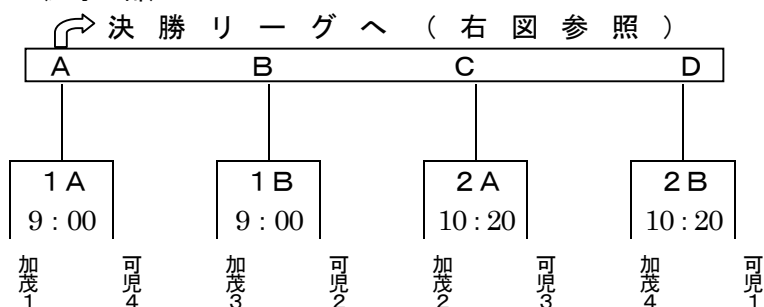 決勝リーグへ(右図参照)
A B C D
1A 1B 2A 2B
9:00 9:00 10:20 10:20
加茂1 可児4 加茂3 可児2 加茂2 可児3 加茂4 可児1